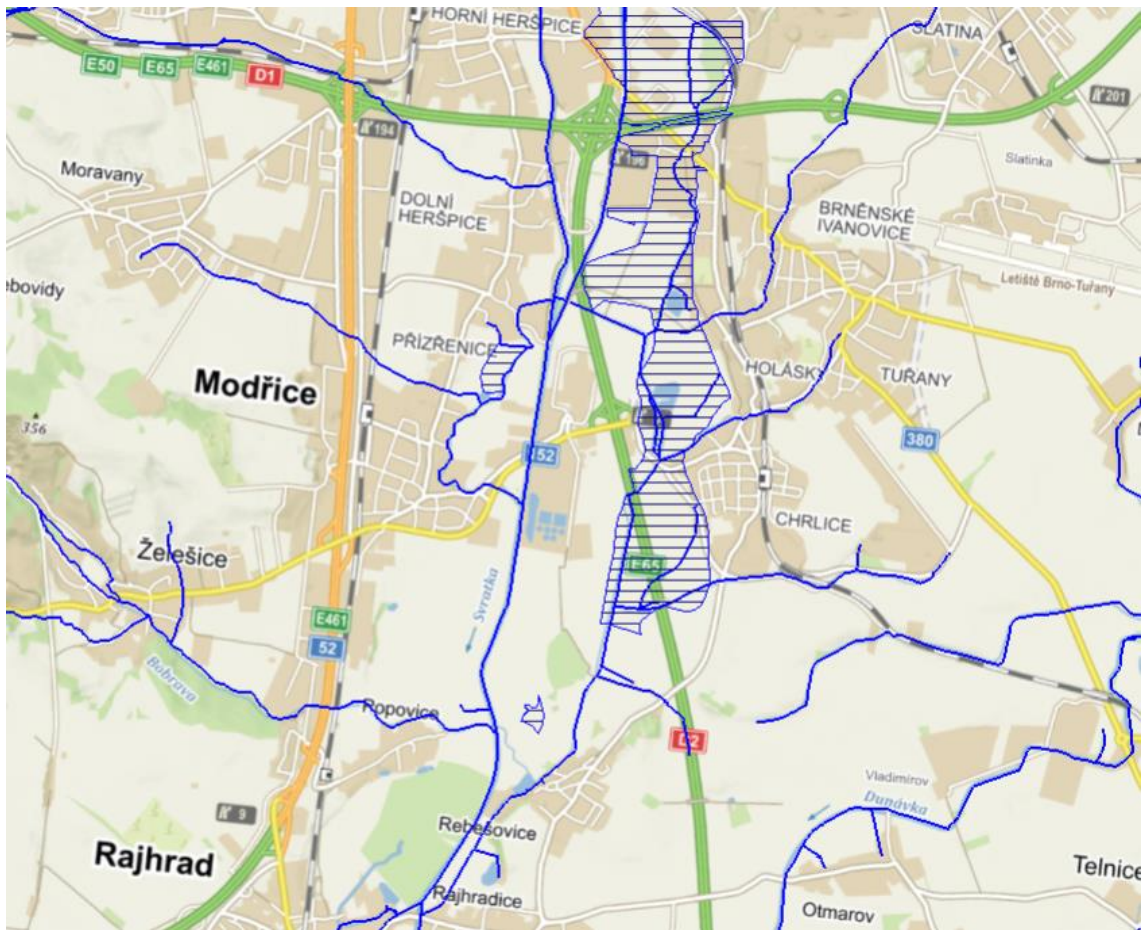 HORNÍ HERŠPICE
SLATINA
E50
E65
E461
D1
194
201
196
Moravany
Slatinka
DOLNÍ
HERŠPICE
BRNĚNSKÉ
IVANOVICE
Letiště Brno-Tuřany
ebovidy
PŘÍZŘENICE
Modřice
HOLÁSKY
TUŘANY
356
152
380
CHRLICE
Želešice
E65
E461
52
Svratka
Bobrava
Popovice
D2
Vladimírov
Dunávka
9
Rebešovice
Rajhrad
Rajhradice
Telnice
Otmarov